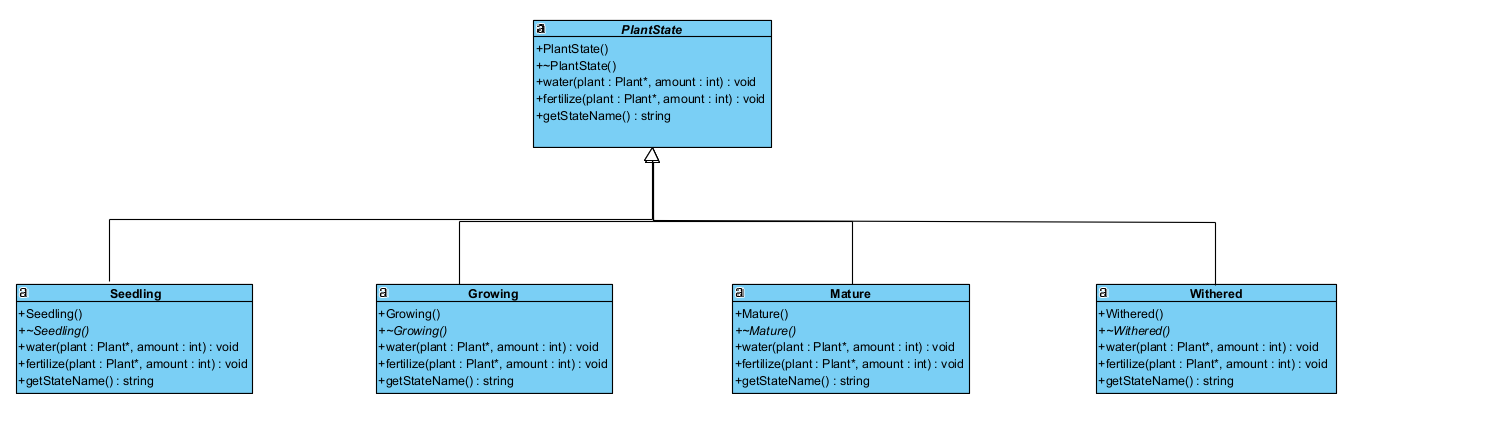 a PlantState
+PlantState()
+~PlantState()
+water(plant : Plant*, amount : int) : void
+fertilize(plant : Plant*, amount : int) : void
+getStateName() : string
a Seedling
+Seedling()
+~Seedling()
+water(plant : Plant*, amount : int) : void
+fertilize(plant : Plant*, amount : int) : void
+getStateName() : string
a Growing
+Growing()
+~Growing()
+water(plant : Plant*, amount : int) : void
+fertilize(plant : Plant*, amount : int) : void
+getStateName() : string
a Mature
+Mature()
+~Mature()
+water(plant : Plant*, amount : int) : void
+fertilize(plant : Plant*, amount : int) : void
+getStateName() : string
a Withered
+Withered()
+~Withered()
+water(plant : Plant*, amount : int) : void
+fertilize(plant : Plant*, amount : int) : void
+getStateName() : string